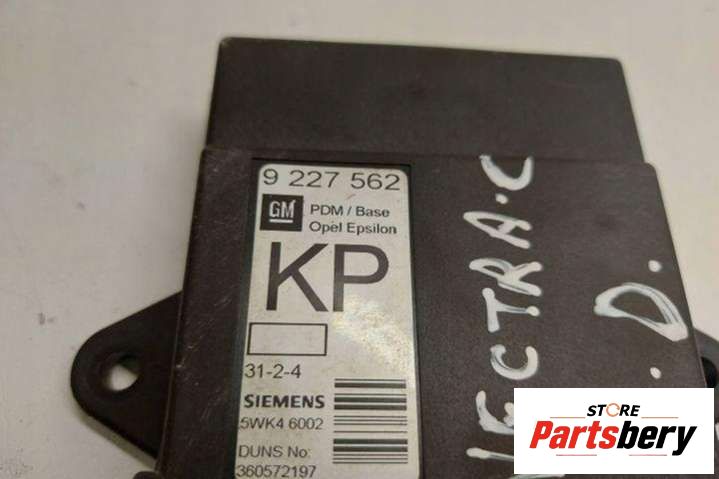 9 227 562
GM
PDM / Base
Opel Epsilon
KP
31-2-4
SIEMENS
5WK4 6002
DUNS No:
360572197
VECTRA.C
.D.
STORE
Partsbery